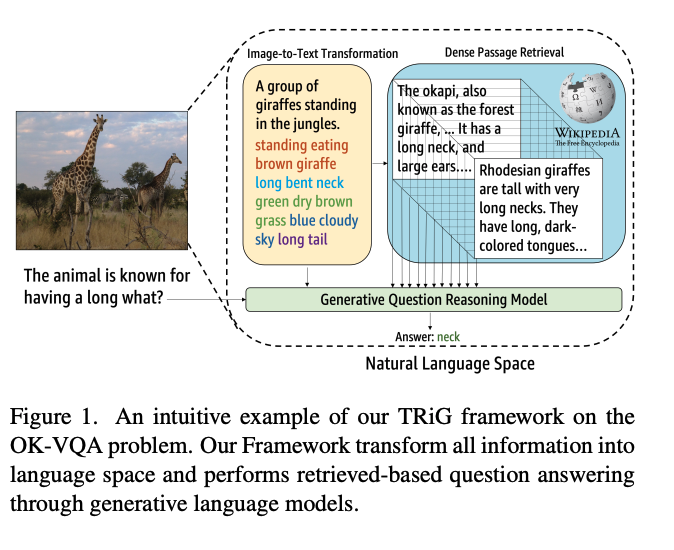 Image-to-Text Transformation
Dense Passage Retrieval
A group of
giraffes standing
in the jungles.
standing eating
brown giraffe
long bent neck
green dry brown
grass blue cloudy
sky long tail
The okapi, also
known as the forest
giraffe, ... It has a
long neck, and
large ears....
Ω
W
И
WIKIPEDIA
The Free Encyclopedia
Rhodesian giraffes
are tall with very
long necks. They
have long, dark-
colored tongues...
The animal is known for
having a long what?
Generative Question Reasoning Model
Answer: neck
Natural Language Space
Figure 1. An intuitive example of our TRiG framework on the
OK-VQA problem. Our Framework transform all information into
language space and performs retrieved-based question answering
through generative language models.